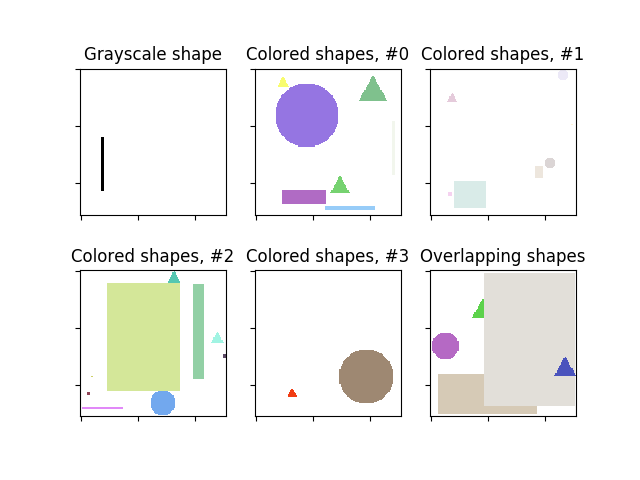 Grayscale shape
Colored shapes, #0
Colored shapes, #1
Colored shapes, #2
Colored shapes, #3
Overlapping shapes